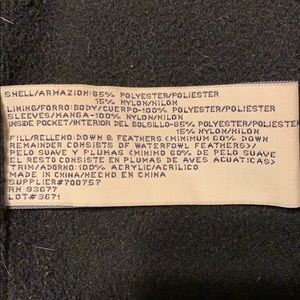 SHELL/ARMAZON:85% POLYESTER/POLIESTER
15% NYLON/NILON
LINING/FORRO:BODY/CUERPO-100% POLYESTER/POLIESTER
SLEEVES/MANGA-100% NYLON/NILON
INSIDE POCKET/INTERIOR DEL BOLSILLO-85% POLYESTER/POLIESTER
15% NYLON/NILON
FILL/RELLENO:DOWN & FEATHERS<MINIMUM 60% DOWN
REMAINDER CONSISTS OF WATERFOWL FEATHERS>/
PELO SUAVE Y PLUMAS <MINIMO 60% DE PELO SUAVE
EL RESTO CONSISTE EN PLUMAS DE AVES ACUATICAS>
TRIM/ADORNO:100% ACRYLIC/ACRILICO
MADE IN CHINA/HECHO EN CHINA
SUPPLIER#700757
RN 93677
LOT#3671